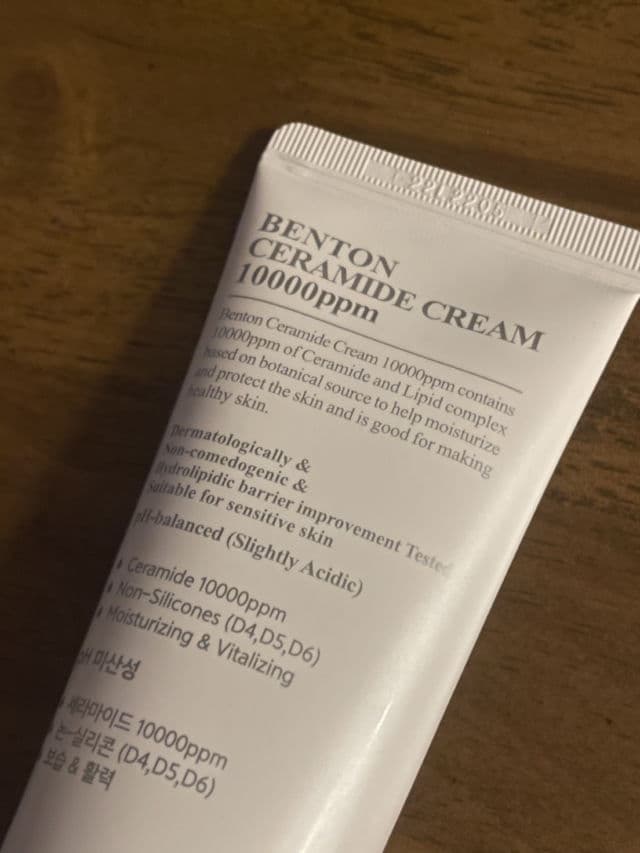 BENTON
CERAMIDE CREAM
10000ppm
Benton Ceramide Cream 10000ppm contains
10000ppm of Ceramide and Lipid complex
based on botanical source to help moisturize
and protect the skin and is good for making
healthy skin.
Dermatologically &
Non-comedogenic &
Hydrolipidic barrier improvement Tested
Suitable for sensitive skin
pH-balanced (Slightly Acidic)
Ceramide 10000ppm
Non-Silicones (D4,D5,D6)
Moisturizing & Vitalizing
pH 미산성
세라마이드 10000ppm
논-실리콘 (D4,D5,D6)
보습 & 활력